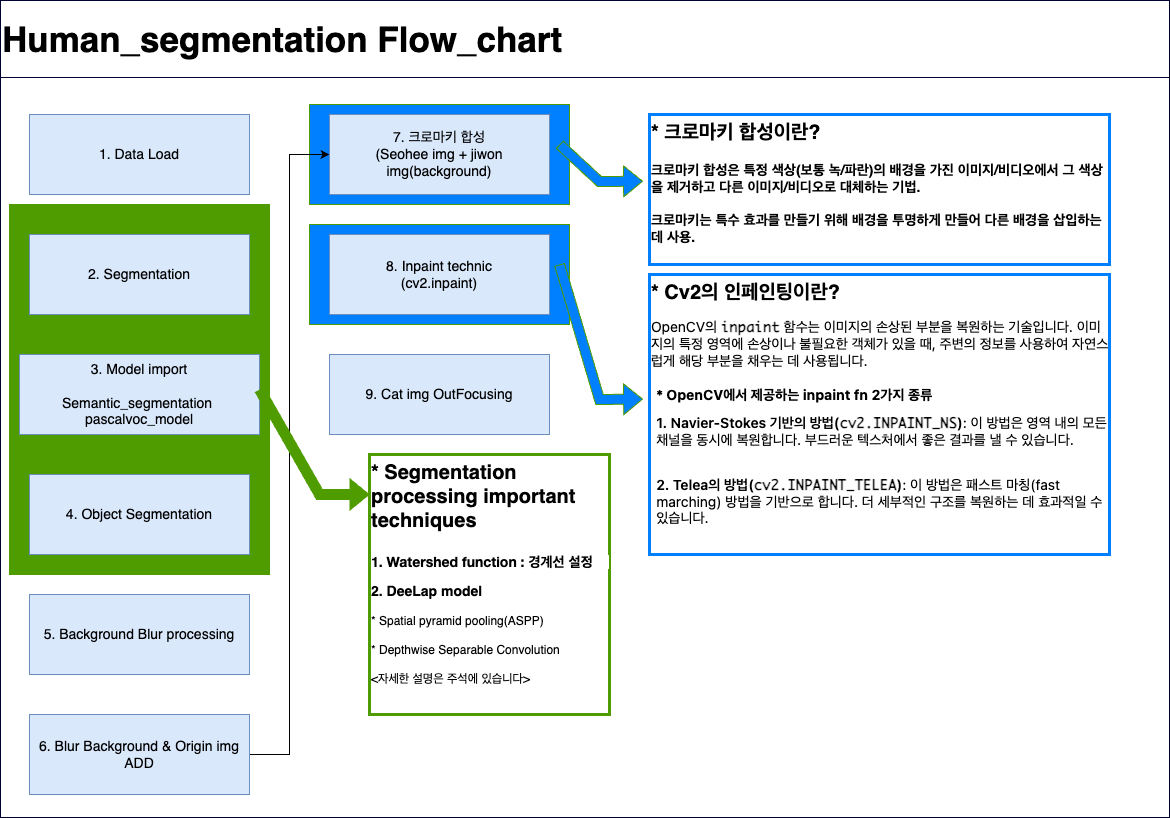 Human_segmentation Flow_chart
1. Data Load
2. Segmentation
3. Model import
Semantic_segmentation
pascalvoc_model
4. Object Segmentation
5. Background Blur processing
6. Blur Background & Origin img
ADD
7. 크로마키 합성
(Seohee img + jiwon
img(background)
8. Inpaint technic
(cv2.inpaint)
9. Cat img OutFocusing
* Segmentation
processing important
techniques
1. Watershed function : 경계선 설정
2. DeeLap model
* Spatial pyramid pooling(ASPP)
* Depthwise Separable Convolution
<자세한 설명은 주석에 있습니다>
* 크로마키 합성이란?
크로마키 합성은 특정 색상(보통 녹/파란)의 배경을 가진 이미지/비디오에서 그 색상
을 제거하고 다른 이미지/비디오로 대체하는 기법.
크로마키는 특수 효과를 만들기 위해 배경을 투명하게 만들어 다른 배경을 삽입하는
데 사용.
* Cv2의 인페인팅이란?
OpenCV의 inpaint 함수는 이미지의 손상된 부분을 복원하는 기술입니다. 이미
지의 특정 영역에 손상이나 불필요한 객체가 있을 때, 주변의 정보를 사용하여 자연스
럽게 해당 부분을 채우는 데 사용됩니다.
* OpenCV에서 제공하는 inpaint fn 2가지 종류
1. Navier-Stokes 기반의 방법(cv2.INPAINT_NS): 이 방법은 영역 내의 모든
채널을 동시에 복원합니다. 부드러운 텍스처에서 좋은 결과를 낼 수 있습니다.
2. Telea의 방법(cv2.INPAINT_TELEA): 이 방법은 패스트 마칭(fast
marching) 방법을 기반으로 합니다. 더 세부적인 구조를 복원하는 데 효과적일 수
있습니다.